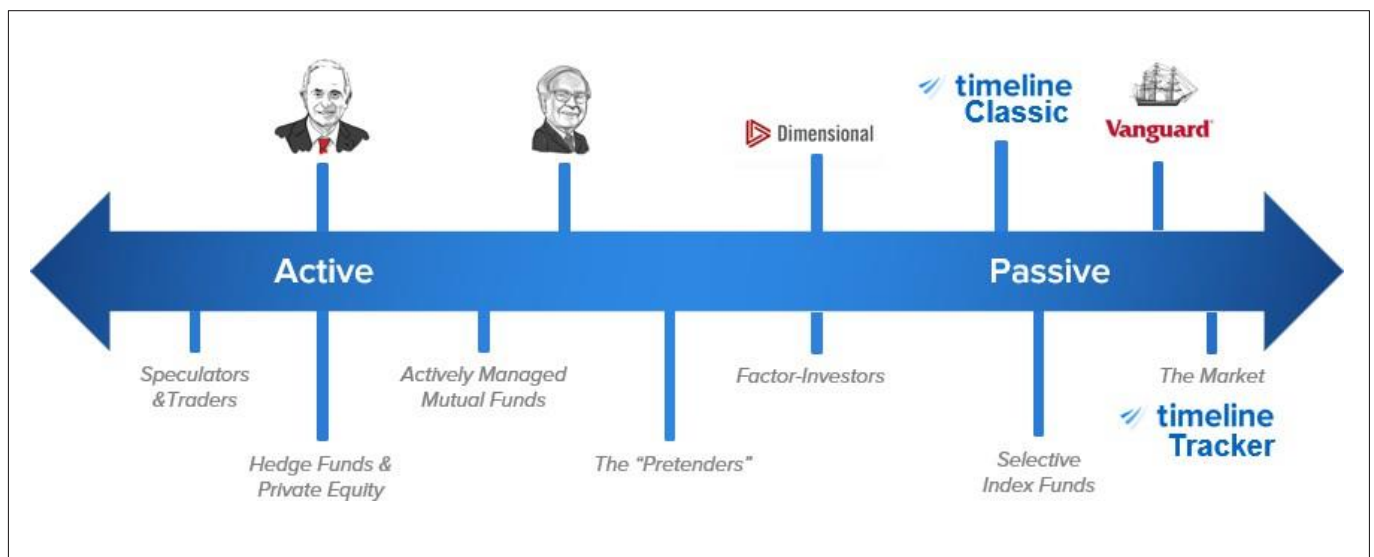 timeline
Classic
Dimensional
Vanguard
Active
Passive
Speculators
&Traders
Actively Managed
Mutual Funds
Factor-Investors
The Market
timeline
Tracker
Hedge Funds &
Private Equity
The “Pretenders”
Selective
Index Funds